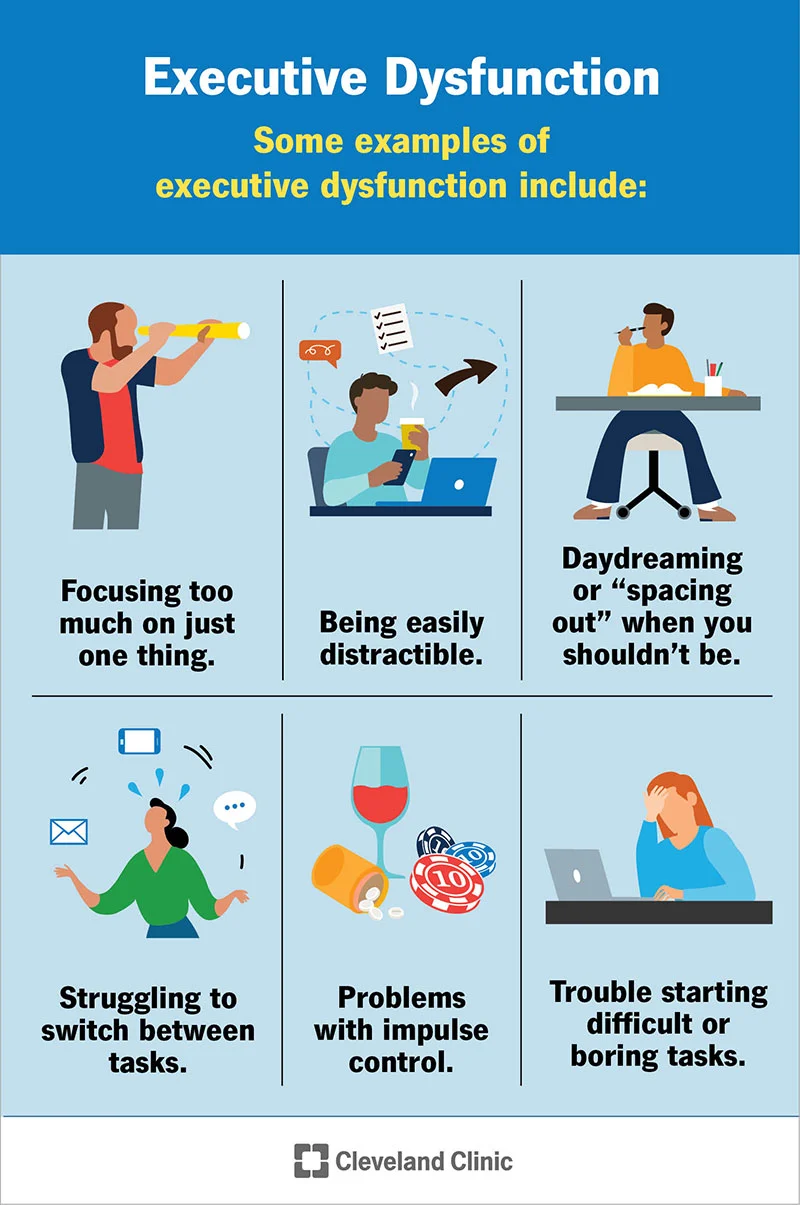 Executive Dysfunction
Some examples of
executive dysfunction include:
Focusing too
much on just
one thing.
Being easily
distractible.
Daydreaming
or “spacing
out” when you
shouldn’t be.
Struggling to
switch between
tasks.
10
10
Problems
with impulse
control.
Trouble starting
difficult or
boring tasks.
Cleveland Clinic